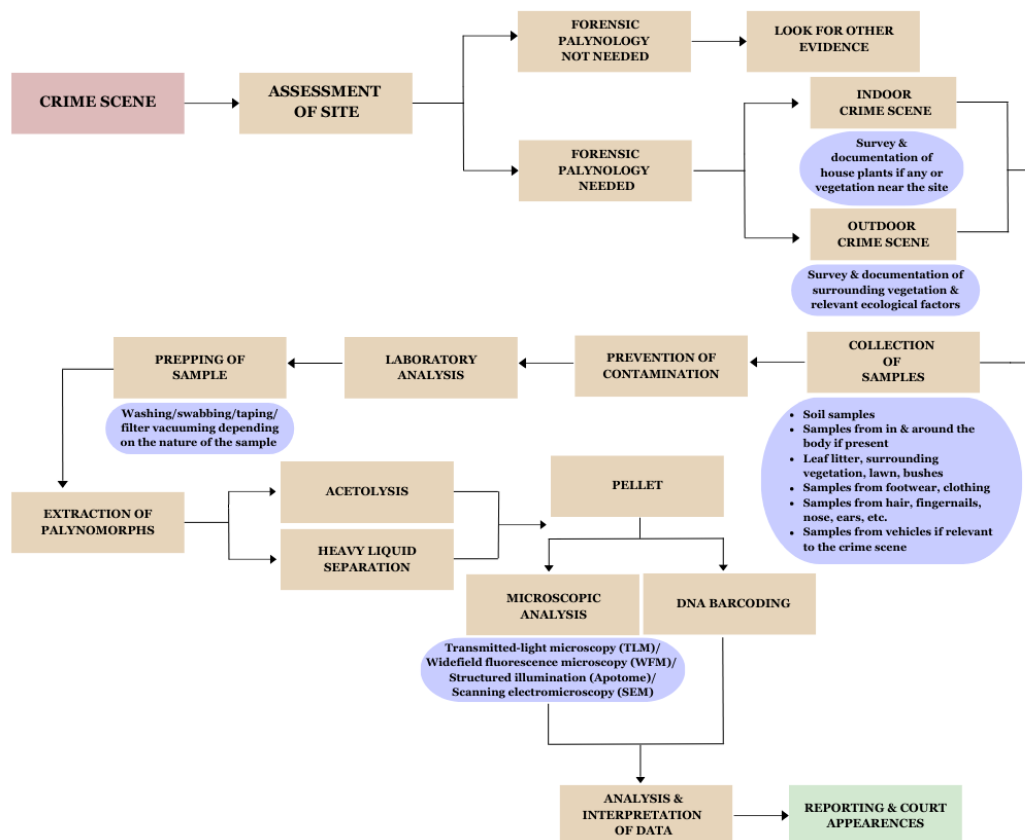 CRIME SCENE
ASSESSMENT
OF SITE
FORENSIC
PALYNOLOGY
NOT NEEDED
LOOK FOR OTHER
EVIDENCE
FORENSIC
PALYNOLOGY
NEEDED
INDOOR
CRIME SCENE
Survey &
documentation of
house plants if any or
vegetation near the site
OUTDOOR
CRIME SCENE
Survey & documentation of
surrounding vegetation &
relevant ecological factors
COLLECTION
OF
SAMPLES
• Soil samples
• Samples from in & around the
body if present
• Leaf litter, surrounding
vegetation, lawn, bushes
• Samples from footwear, clothing
• Samples from hair, fingernails,
nose, ears, etc.
• Samples from vehicles if relevant
to the crime scene
PREVENTION OF
CONTAMINATION
LABORATORY
ANALYSIS
PREPPING OF
SAMPLE
Washing/swabbing/taping/
filter vacuuming depending
on the nature of the sample
EXTRACTION OF
PALYNOMORPHS
ACETOLYSIS
HEAVY LIQUID
SEPARATION
PELLET
MICROSCOPIC
ANALYSIS
Transmitted-light microscopy (TLM)/
Widefield fluorescence microscopy (WFM)/
Structured illumination (Apotome)/
Scanning electromicroscopy (SEM)
DNA BARCODING
ANALYSIS &
INTERPRETATION
OF DATA
REPORTING & COURT
APPEARENCES